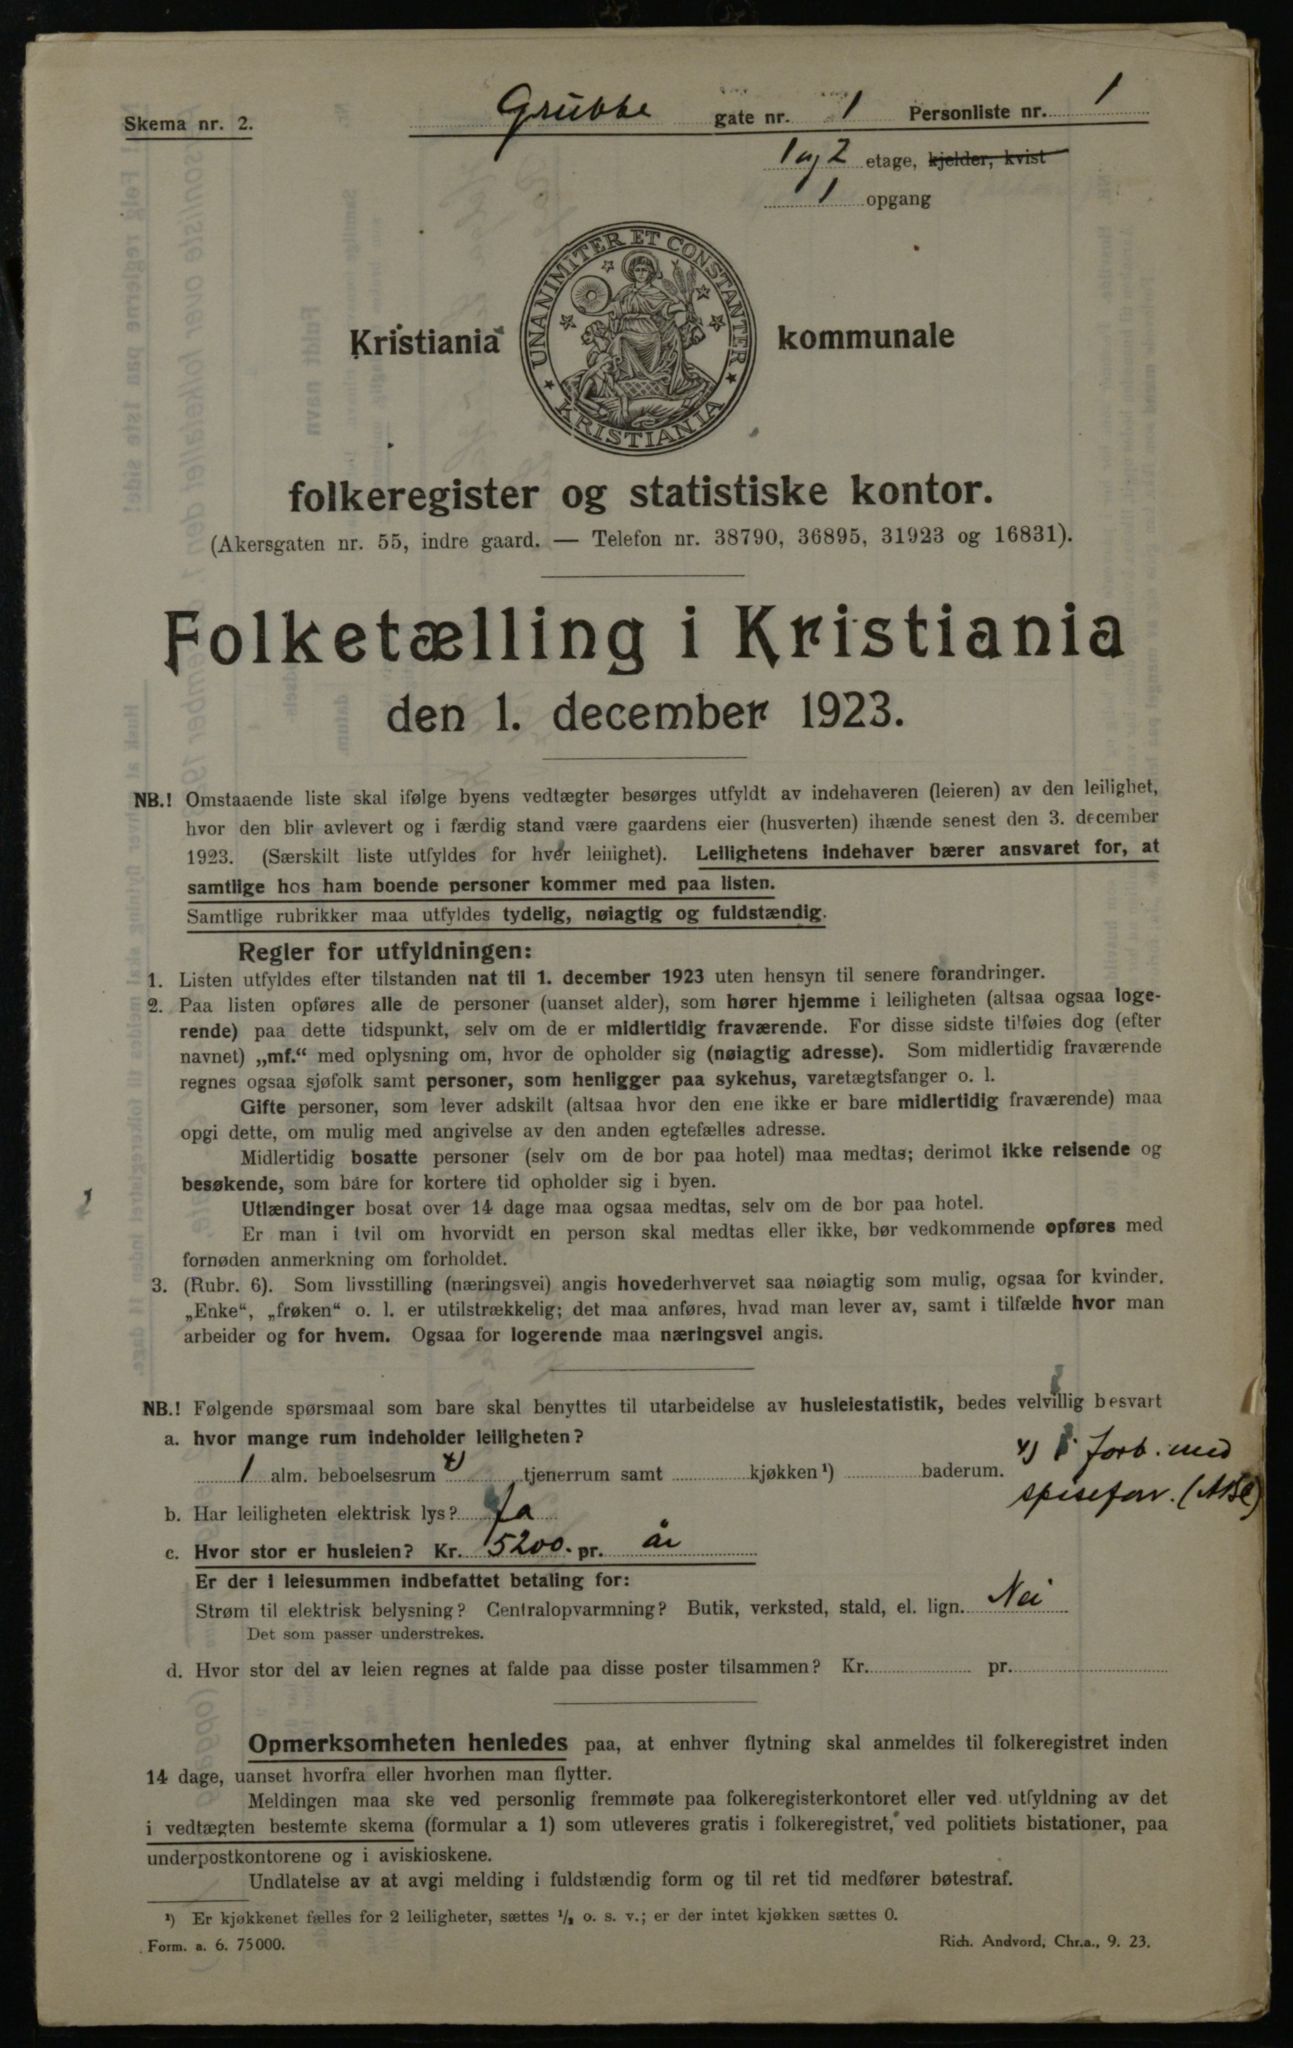 Skema nr. 2.
Grubbe gate nr. 1 Personliste nr. 1
1 og 2 etage, kjelder, kvist
1 opgang
UNANIMITER ET CONSTANTER
KRISTIANIA
Kristiania kommunale
folkeregister og statistiske kontor.
(Akersgaten nr. 55, indre gaard. — Telefon nr. 38790, 36895, 31923 og 16831).
Folketælling i Kristiania
den 1. december 1923.
NB.! Omstaaende liste skal ifølge byens vedtægter besørges utfyldt av indehaveren (leieren) av den leilighet,
hvor den blir avlevert og i færdig stand være gaardens eier (husverten) ihænde senest den 3. december
1923. (Særskilt liste utfyldes for hver leilighet). Leilighetens indehaver bærer ansvaret for, at
samtlige hos ham boende personer kommer med paa listen.
Samtlige rubrikker maa utfyldes tydelig, nøiagtig og fuldstændig.
Regler for utfyldningen:
1. Listen utfyldes efter tilstanden nat til 1. december 1923 uten hensyn til senere forandringer.
2. Paa listen opføres alle de personer (uanset alder), som hører hjemme i leiligheten (altsaa ogsaa loge-
rende) paa dette tidspunkt, selv om de er midlertidig fraværende. For disse sidste tilføies dog (efter
navnet) „mf.“ med oplysning om, hvor de opholder sig (nøiagtig adresse). Som midlertidig fraværende
regnes ogsaa sjøfolk samt personer, som henligger paa sykehus, varetægtsfanger o. l.
Gifte personer, som lever adskilt (altsaa hvor den ene ikke er bare midlertidig fraværende) maa
opgi dette, om mulig med angivelse av den anden egtefælles adresse.
Midlertidig bosatte personer (selv om de bor paa hotel) maa medtas; derimot ikke reisende og
besøkende, som bare for kortere tid opholder sig i byen.
Utlændinger bosat over 14 dage maa ogsaa medtas, selv om de bor paa hotel.
Er man i tvil om hvorvidt en person skal medtas eller ikke, bør vedkommende opføres med
fornøden anmerkning om forholdet.
3. (Rubr. 6). Som livsstilling (næringsvei) angis hovederhvervet saa nøiagtig som mulig, ogsaa for kvinder.
„Enke“, „frøken“ o. l. er utilstrækkelig; det maa anføres, hvad man lever av, samt i tilfælde hvor man
arbeider og for hvem. Ogsaa for logerende maa næringsvei angis.
NB.! Følgende spørsmaal som bare skal benyttes til utarbeidelse av husleiestatistik, bedes velvillig besvart
a. hvor mange rum indeholder leiligheten?
1 alm. beboelsesrum x) tjenerrum samt kjøkken¹) baderum. x) i forb. med
spiseforr. (ABC)
b. Har leiligheten elektrisk lys? Ja
c. Hvor stor er husleien? Kr. 5200.- pr. år
Er der i leiesummen indbefattet betaling for:
Strøm til elektrisk belysning? Centralopvarmning? Butik, verksted, stald, el. lign. Nei
Det som passer understrekes.
d. Hvor stor del av leien regnes at falde paa disse poster tilsammen? Kr. pr.
Opmerksomheten henledes paa, at enhver flytning skal anmeldes til folkeregistret inden
14 dage, uanset hvorfra eller hvorhen man flytter.
Meldingen maa ske ved personlig fremmøte paa folkeregisterkontoret eller ved utfyldning av det
i vedtægten bestemte skema (formular a 1) som utleveres gratis i folkeregistret, ved politiets bistationer, paa
underpostkontorene og i aviskioskene.
Undlatelse av at avgi melding i fuldstændig form og til ret tid medfører bøtestraf.
¹) Er kjøkkenet fælles for 2 leiligheter, sættes ½ o. s. v.; er der intet kjøkken sættes 0.
Form. a. 6. 75000. Rich. Andvord, Chr.a., 9. 23.